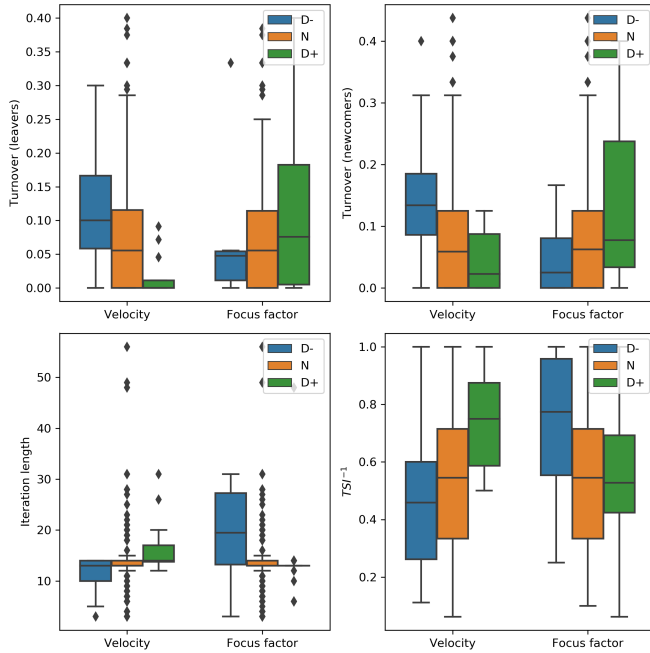 0.40
0.35
0.30
0.25
0.20
0.15
0.10
0.05
0.00
Turnover (leavers)
Velocity
Focus factor
D-
N
D+
0.4
0.3
0.2
0.1
0.0
Turnover (newcomers)
Velocity
Focus factor
D-
N
D+
50
40
30
20
10
Iteration length
Velocity
Focus factor
D-
N
D+
1.0
0.8
0.6
0.4
0.2
TSI⁻¹
Velocity
Focus factor
D-
N
D+